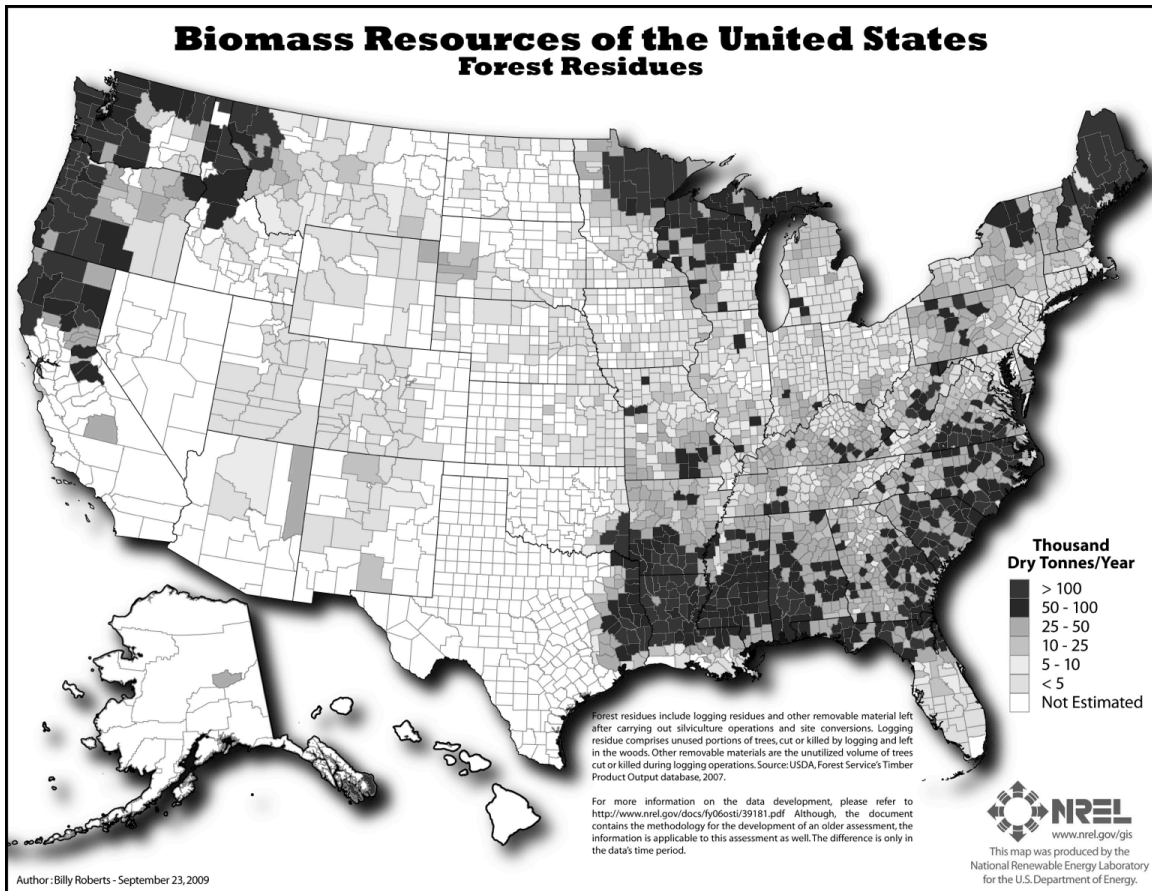 Biomass Resources of the United States
Forest Residues
Thousand
Dry Tonnes/Year
> 100
50 - 100
25 - 50
10 - 25
5 - 10
< 5
Not Estimated
Forest residues include logging residues and other removable material left
after carrying out silviculture operations and site conversions. Logging
residue comprises unused portions of trees, cut or killed by logging and left
in the woods. Other removable materials are the unutilized volume of trees
cut or killed during logging operations. Source: USDA, Forest Service's Timber
Product Output database, 2007.
For more information on the data development, please refer to
http://www.nrel.gov/docs/fy06osti/39181.pdf Although, the document
contains the methodology for the development of an older assessment, the
information is applicable to this assessment as well. The difference is only in
the data's time period.
NREL
www.nrel.gov/gis
This map was produced by the
National Renewable Energy Laboratory
for the U.S. Department of Energy.
Author : Billy Roberts - September 23, 2009